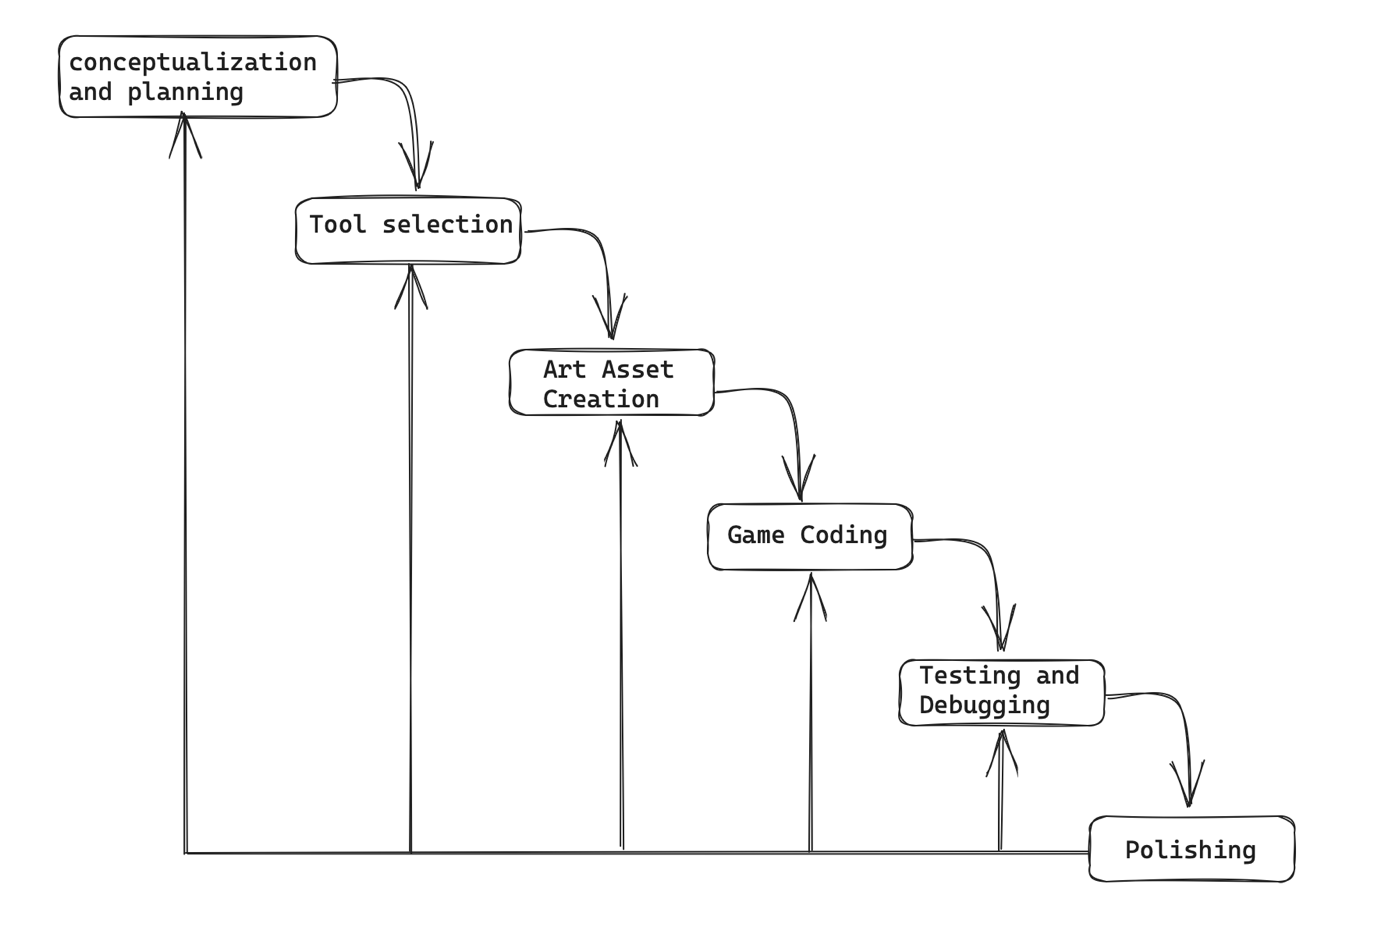 conceptualization
and planning
Tool selection
Art Asset
Creation
Game Coding
Testing and
Debugging
Polishing